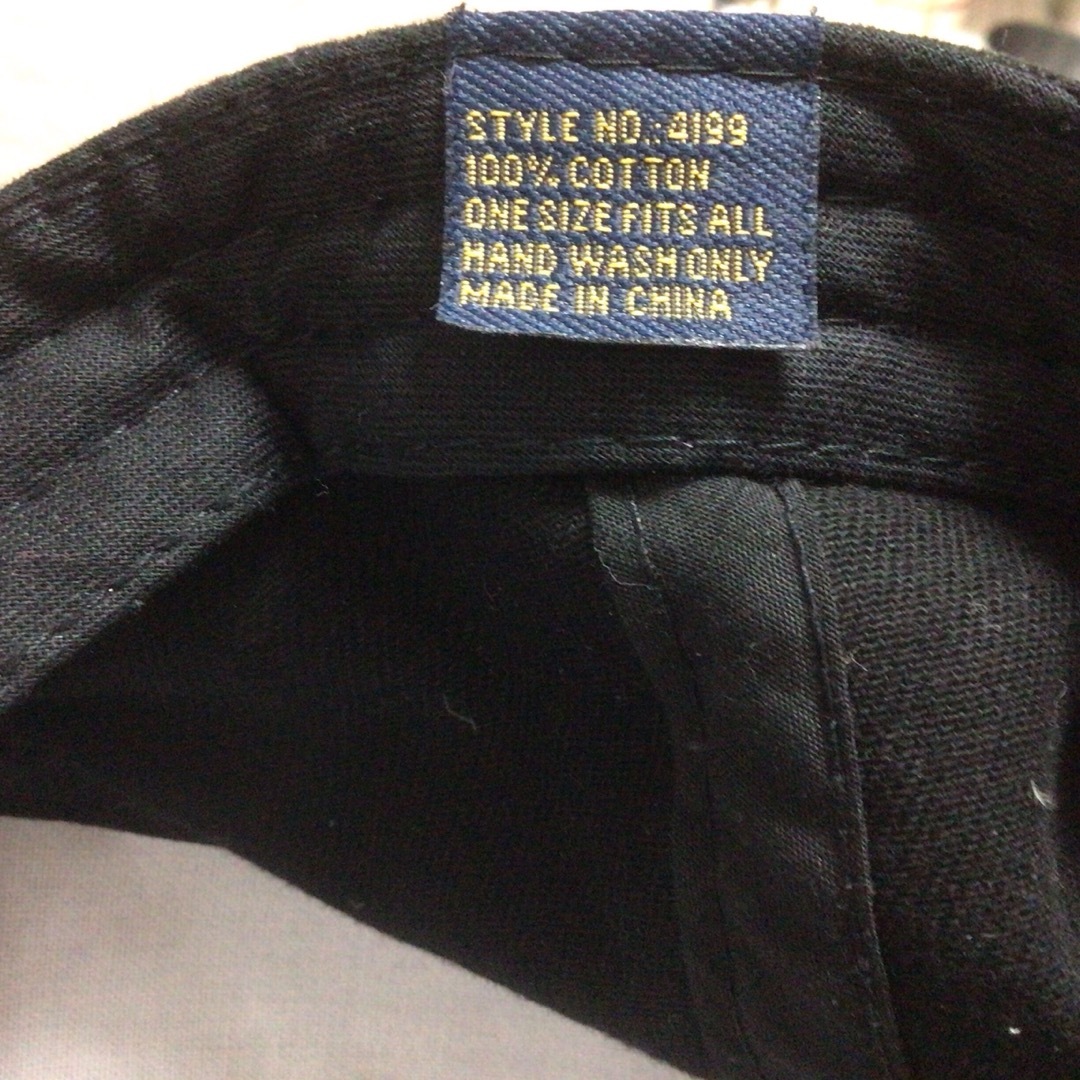 STYLE NO.: 4199
100% COTTON
ONE SIZE FITS ALL
HAND WASH ONLY
MADE IN CHINA